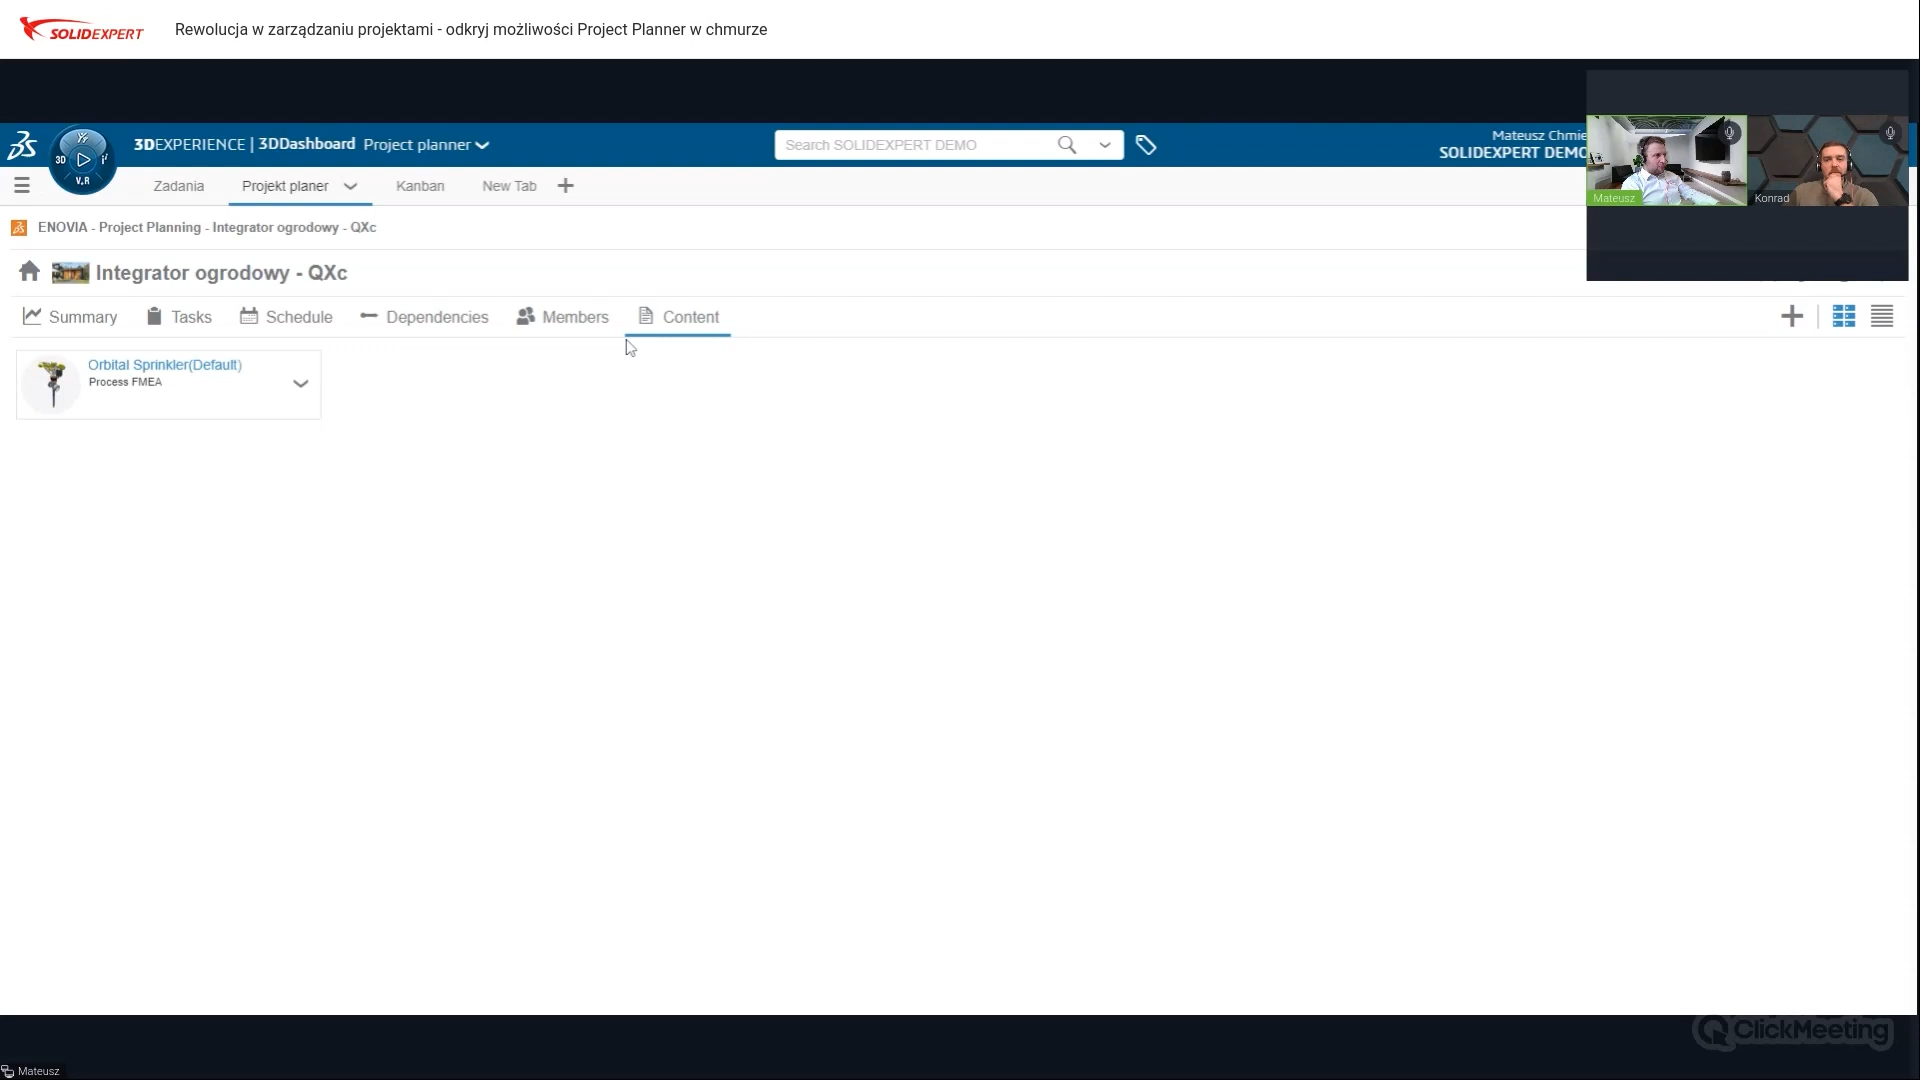 SOLIDEXPERT
Rewolucja w zarządzaniu projektami - odkryj możliwości Project Planner w chmurze
3DEXPERIENCE | 3DDashboard Project planner
Search SOLIDEXPERT DEMO
Mateusz Chmie
SOLIDEXPERT DEMO
3D
V.R
Zadania
Projekt planer
Kanban
New Tab
Mateusz
Konrad
ENOVIA - Project Planning - Integrator ogrodowy - QXc
Integrator ogrodowy - QXc
Summary
Tasks
Schedule
Dependencies
Members
Content
Orbital Sprinkler(Default)
Process FMEA
ClickMeeting
Mateusz